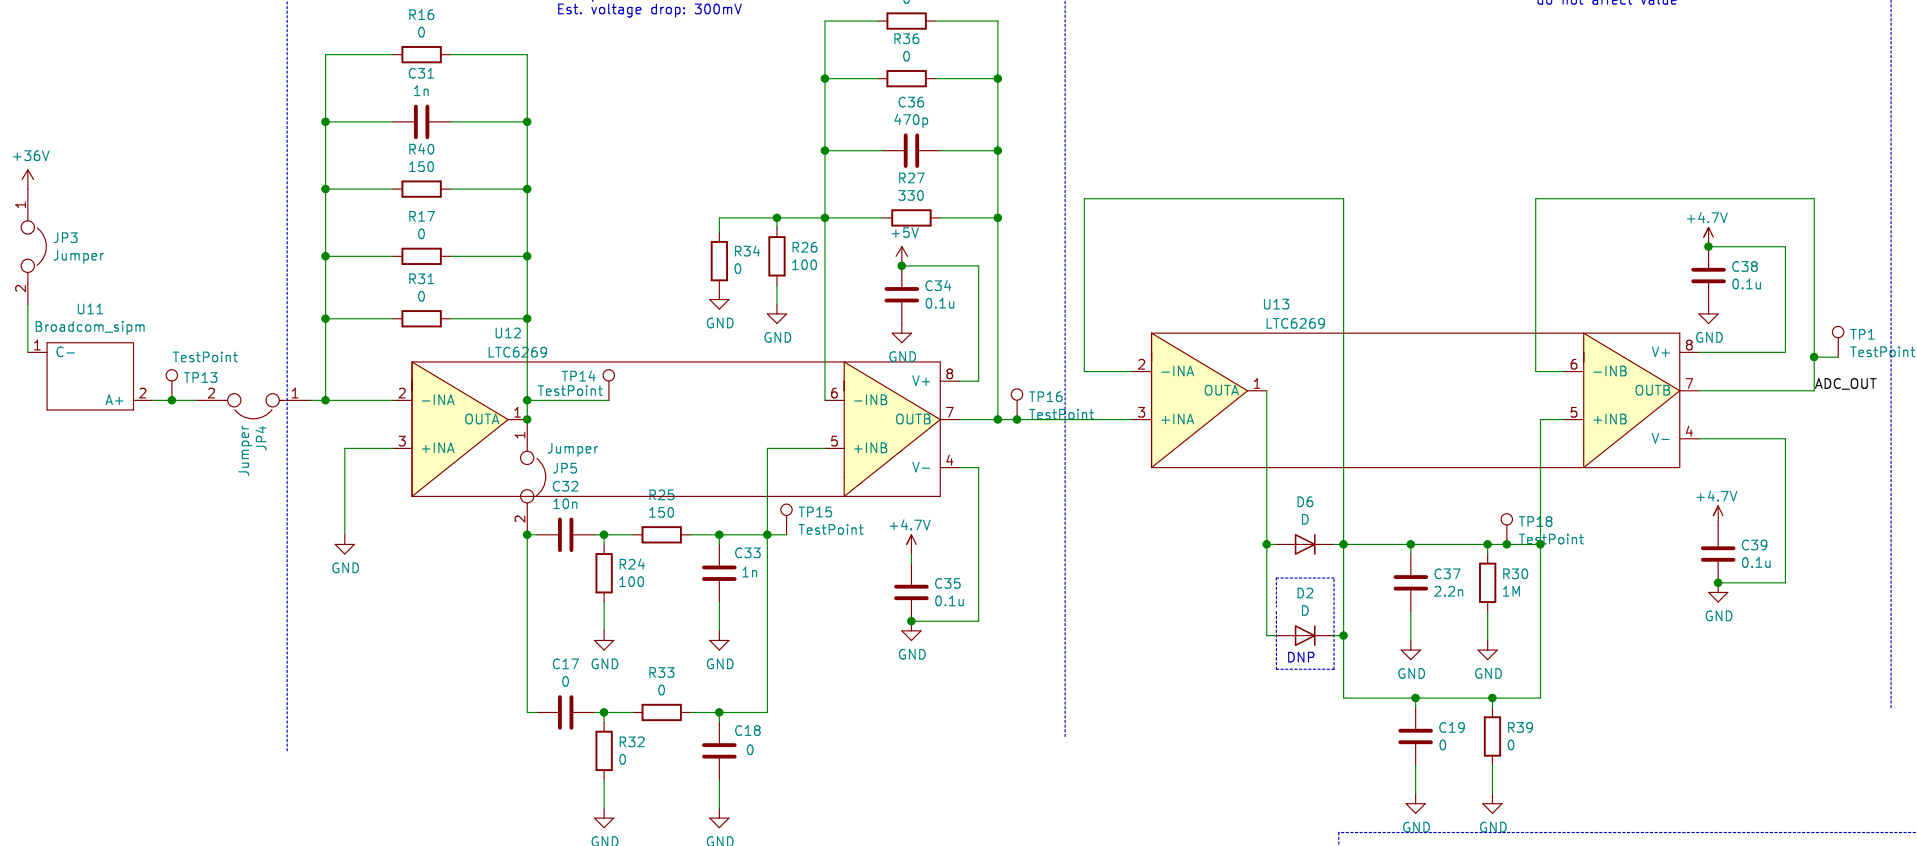 Est. voltage drop: 300mV
R16
0
C31
1n
R40
150
R17
0
R31
0
R36
0
C36
470p
R27
330
+36V
1
JP3
Jumper
2
U11
Broadcom_sipm
1
C-
A+
2
TestPoint
TP13
2
1
Jumper
JP4
U12
LTC6269
2
-INA
3
+INA
OUTA
1
TP14
TestPoint
1
Jumper
JP5
2
C32
10n
R25
150
R24
100
GND
C33
1n
GND
TP15
TestPoint
C17
0
R33
0
R32
0
GND
C18
0
GND
GND
R34
0
GND
R26
100
GND
+5V
C34
0.1u
GND
6
-INB
5
+INB
V+
8
OUTB
7
V-
4
TP16
TestPoint
+4.7V
C35
0.1u
GND
U13
LTC6269
2
-INA
3
+INA
OUTA
1
6
-INB
5
+INB
V+
8
OUTB
7
V-
4
+4.7V
C38
0.1u
GND
TP1
TestPoint
ADC_OUT
+4.7V
C39
0.1u
GND
D6
D
D2
D
DNP
TP18
TestPoint
C37
2.2n
GND
R30
1M
GND
C19
0
GND
R39
0
GND